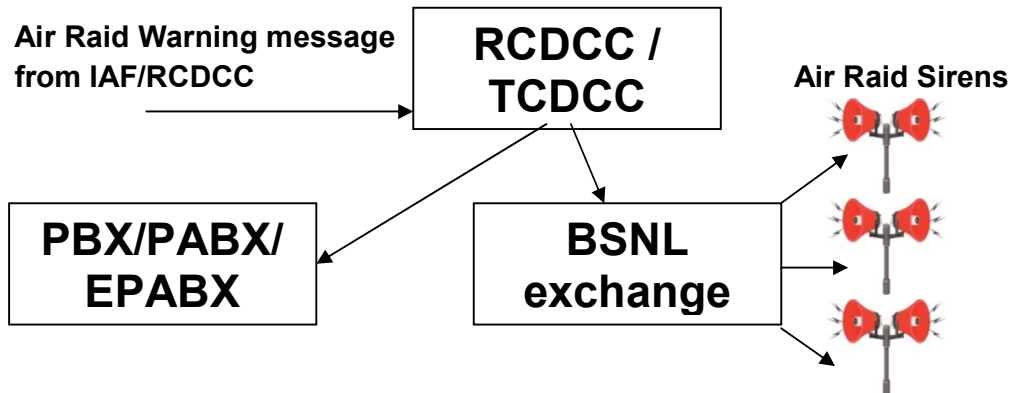 Air Raid Warning message
from IAF/RCDCC
RCDCC /
TCDCC
Air Raid Sirens
PBX/PABX/
EPABX
BSNL
exchange